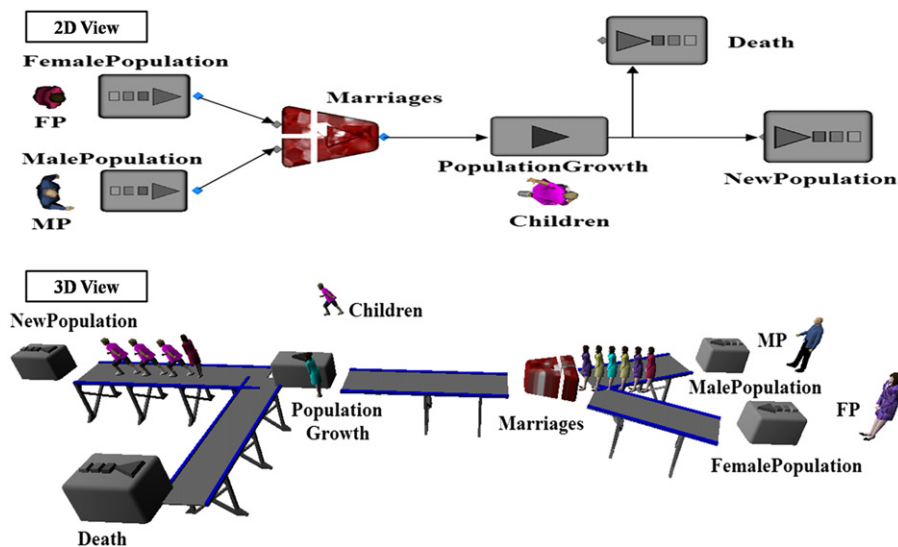 2D View
FemalePopulation
FP
MalePopulation
MP
Marriages
PopulationGrowth
Children
Death
NewPopulation
3D View
NewPopulation
Children
Population
Growth
Death
Marriages
MP
MalePopulation
FP
FemalePopulation